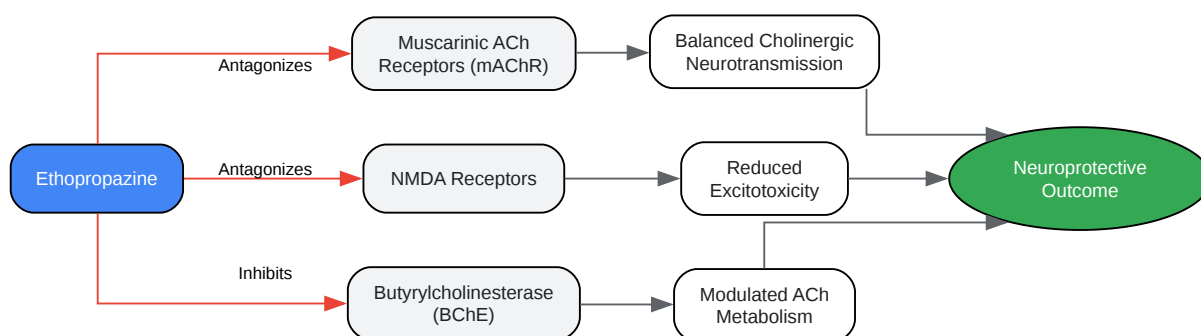 Muscarinic ACh
Receptors (mAChR)
Balanced Cholinergic
Neurotransmission
Antagonizes
Ethopropazine
Antagonizes
NMDA Receptors
Reduced
Excitotoxicity
Neuroprotective
Outcome
Inhibits
Butyrylcholinesterase
(BChE)
Modulated ACh
Metabolism